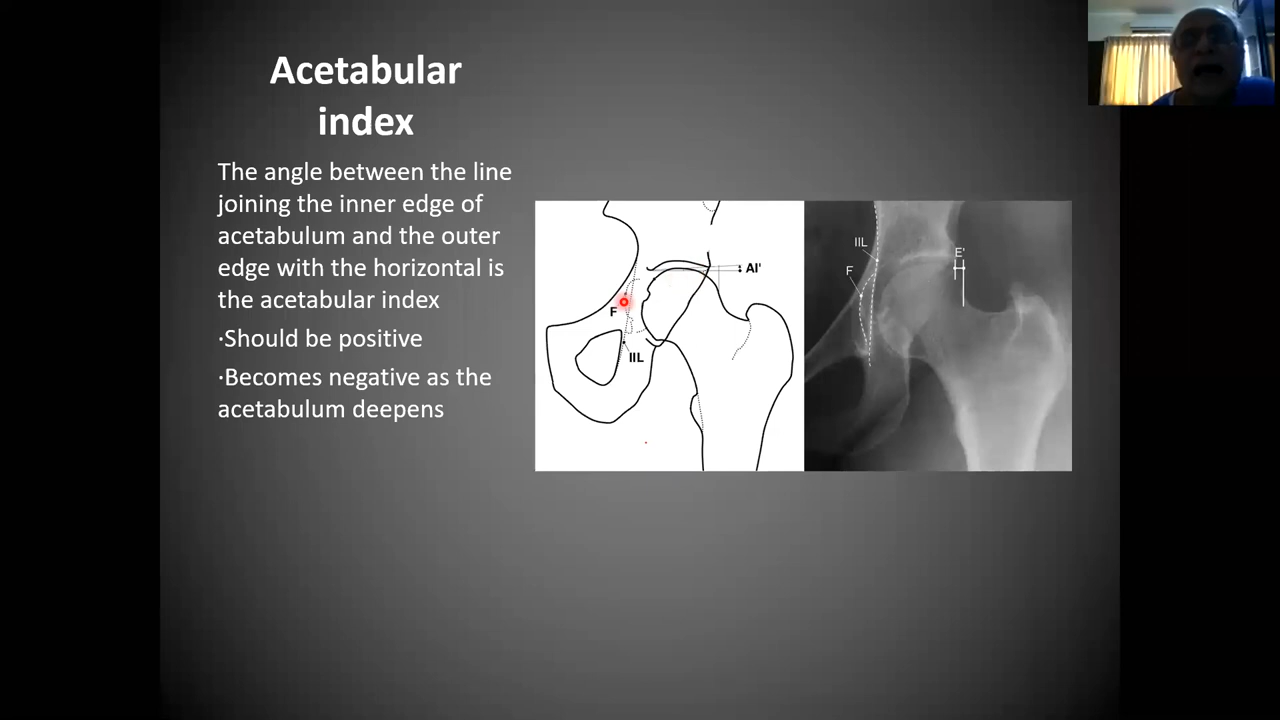 Acetabular
index
The angle between the line
joining the inner edge of
acetabulum and the outer
edge with the horizontal is
the acetabular index
·Should be positive
·Becomes negative as the
acetabulum deepens
AI'
F
IIL
IIL
E'
F